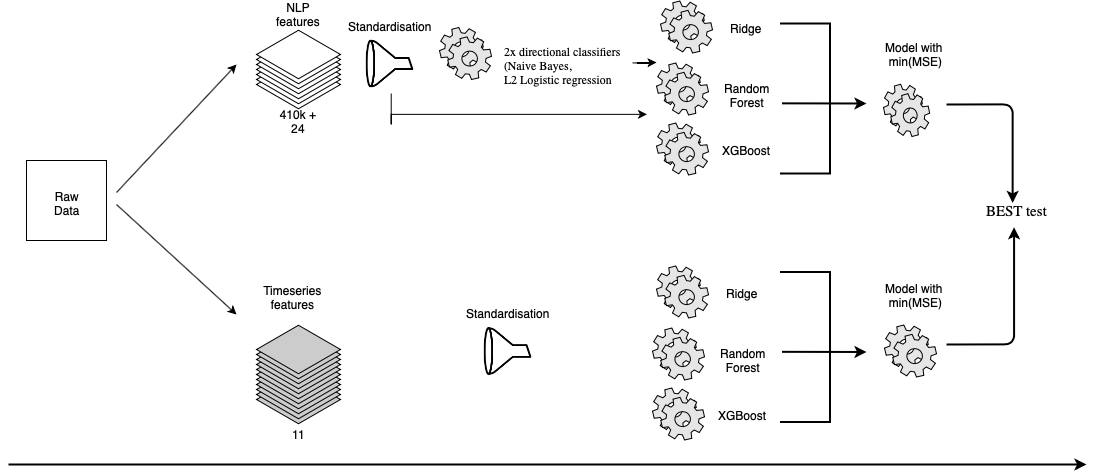 NLP
features
Standardisation
2x directional classifiers
(Naive Bayes,
L2 Logistic regression
410k +
24
Ridge
Random
Forest
XGBoost
Model with
min(MSE)
Raw
Data
BEST test
Timeseries
features
11
Standardisation
Ridge
Random
Forest
XGBoost
Model with
min(MSE)